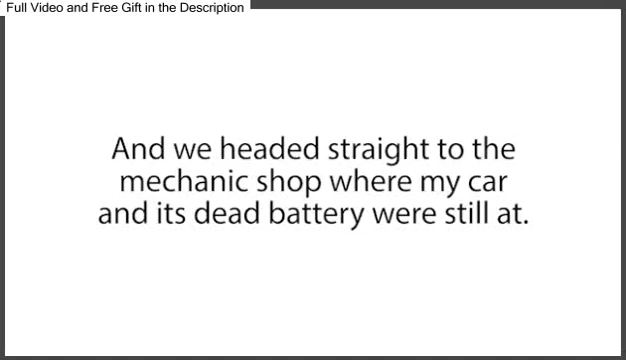 Full Video and Free Gift in the Description
And we headed straight to the
mechanic shop where my car
and its dead battery were still at.